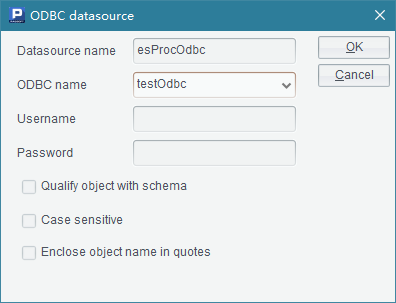 ODBC datasource
Datasource name esProcOdbc OK
ODBC name testOdbc Cancel
Username
Password
Qualify object with schema
Case sensitive
Enclose object name in quotes